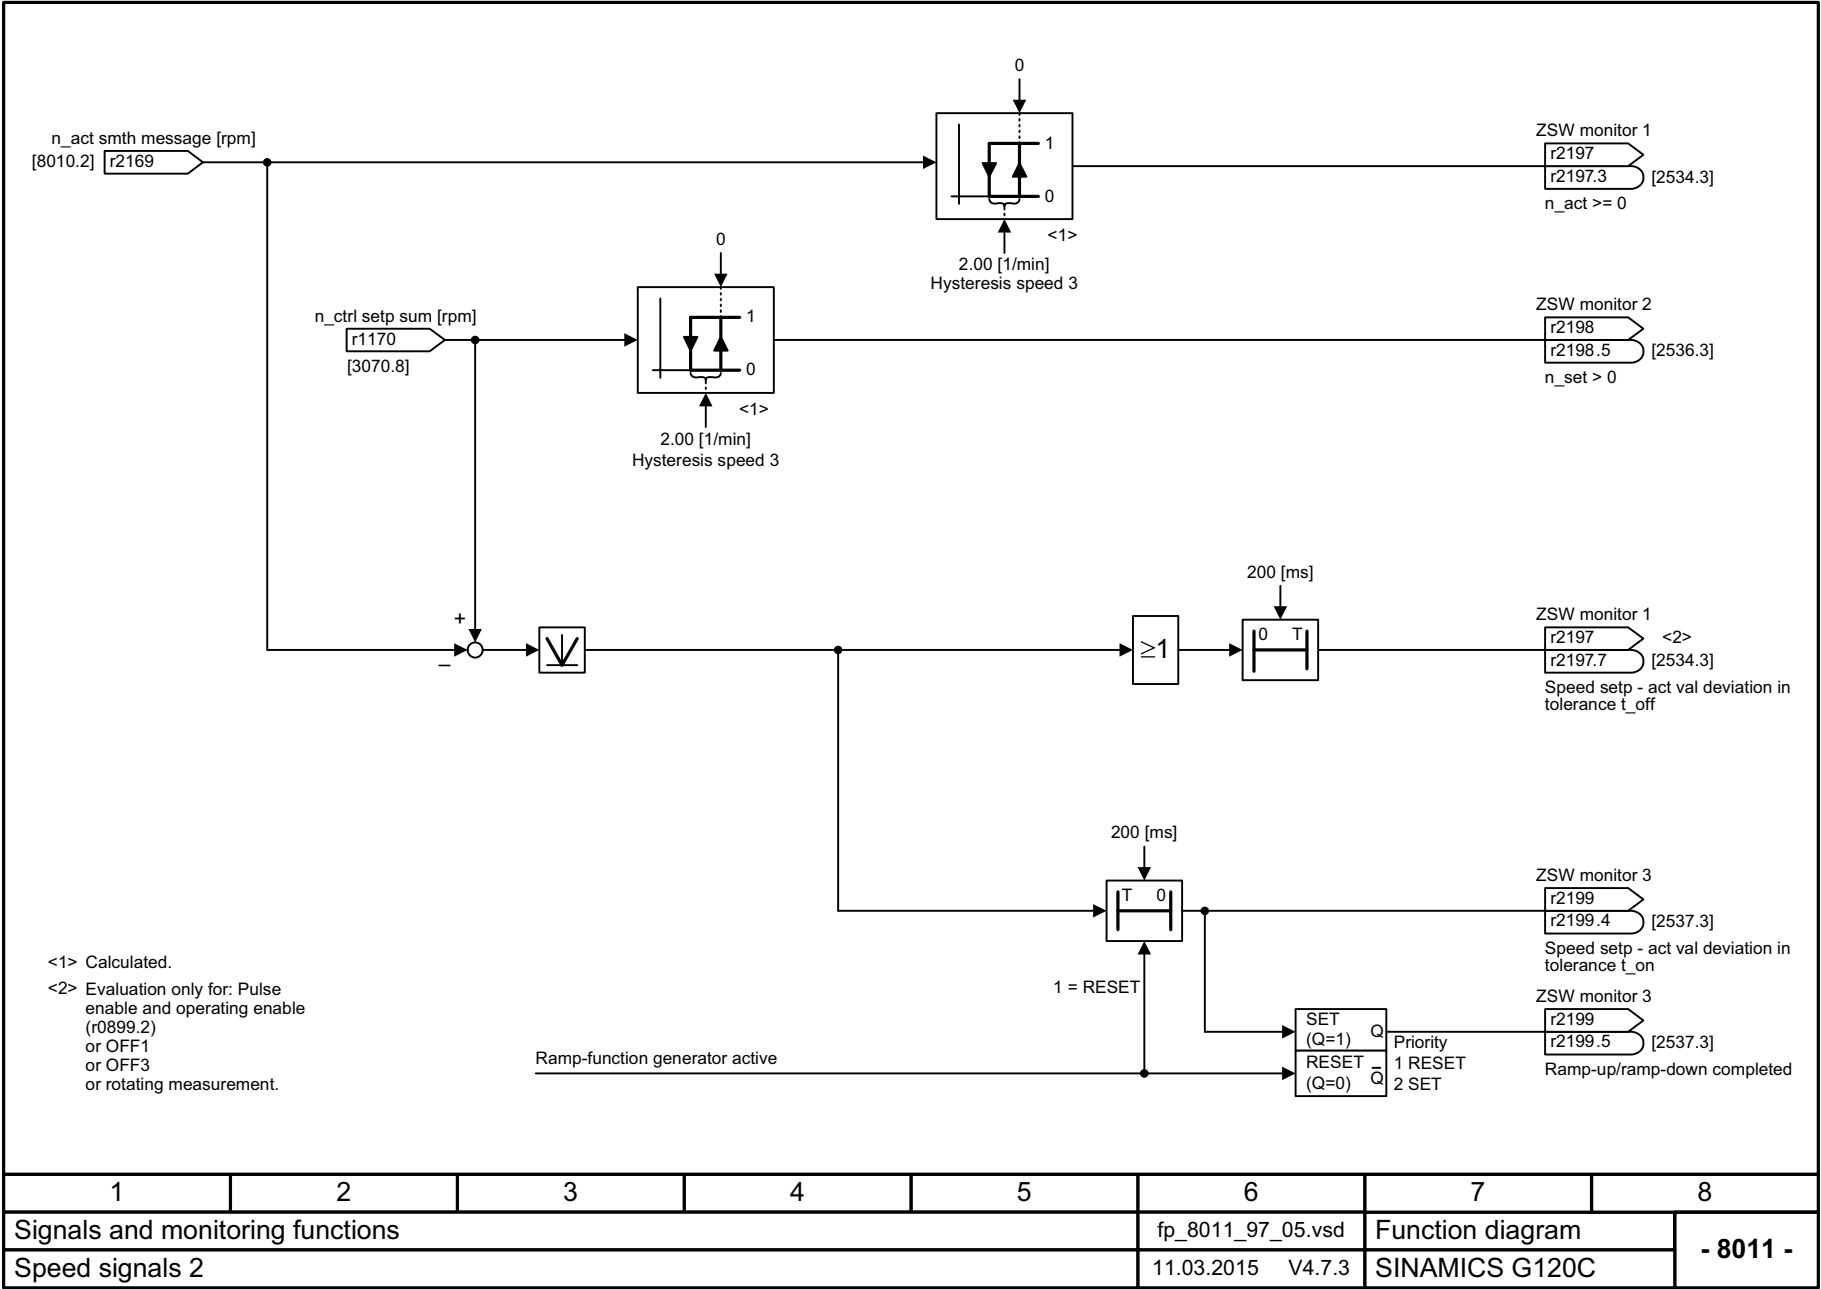 0
n_act smth message [rpm]
[8010.2] r2169
1
0
<1>
2.00 [1/min]
Hysteresis speed 3
ZSW monitor 1
r2197
r2197.3 [2534.3]
n_act >= 0
0
n_ctrl setp sum [rpm]
r1170
[3070.8]
1
0
<1>
2.00 [1/min]
Hysteresis speed 3
ZSW monitor 2
r2198
r2198.5 [2536.3]
n_set > 0
+
–
≥1
200 [ms]
0 T
ZSW monitor 1
r2197 <2>
r2197.7 [2534.3]
Speed setp - act val deviation in
tolerance t_off
200 [ms]
T 0
1 = RESET
ZSW monitor 3
r2199
r2199.4 [2537.3]
Speed setp - act val deviation in
tolerance t_on
Ramp-function generator active
SET
(Q=1) Q
RESET
(Q=0) Q̅
Priority
1 RESET
2 SET
ZSW monitor 3
r2199
r2199.5 [2537.3]
Ramp-up/ramp-down completed
<1> Calculated.
<2> Evaluation only for: Pulse
enable and operating enable
(r0899.2)
or OFF1
or OFF3
or rotating measurement.
1 2 3 4 5 6 7 8
Signals and monitoring functions fp_8011_97_05.vsd Function diagram
- 8011 -
Speed signals 2 11.03.2015 V4.7.3 SINAMICS G120C